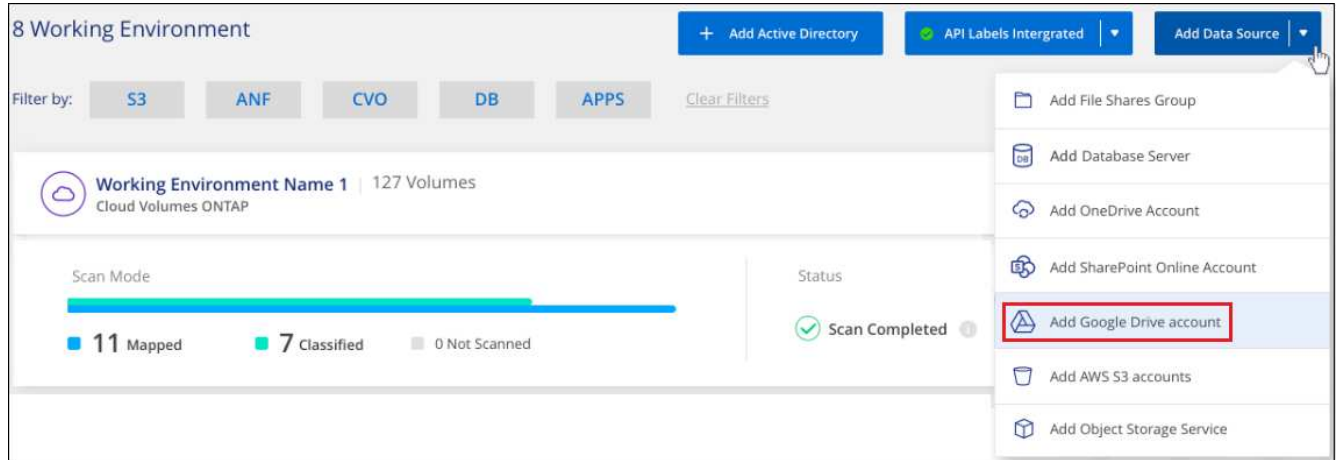 8 Working Environment
+ Add Active Directory
API Labels Intergrated
Add Data Source
Filter by:
S3
ANF
CVO
DB
APPS
Clear Filters
Add File Shares Group
DB
Add Database Server
Working Environment Name 1 | 127 Volumes
Cloud Volumes ONTAP
Add OneDrive Account
S
Add SharePoint Online Account
Scan Mode
Status
Add Google Drive account
11 Mapped
7 Classified
0 Not Scanned
Scan Completed
Add AWS S3 accounts
Add Object Storage Service